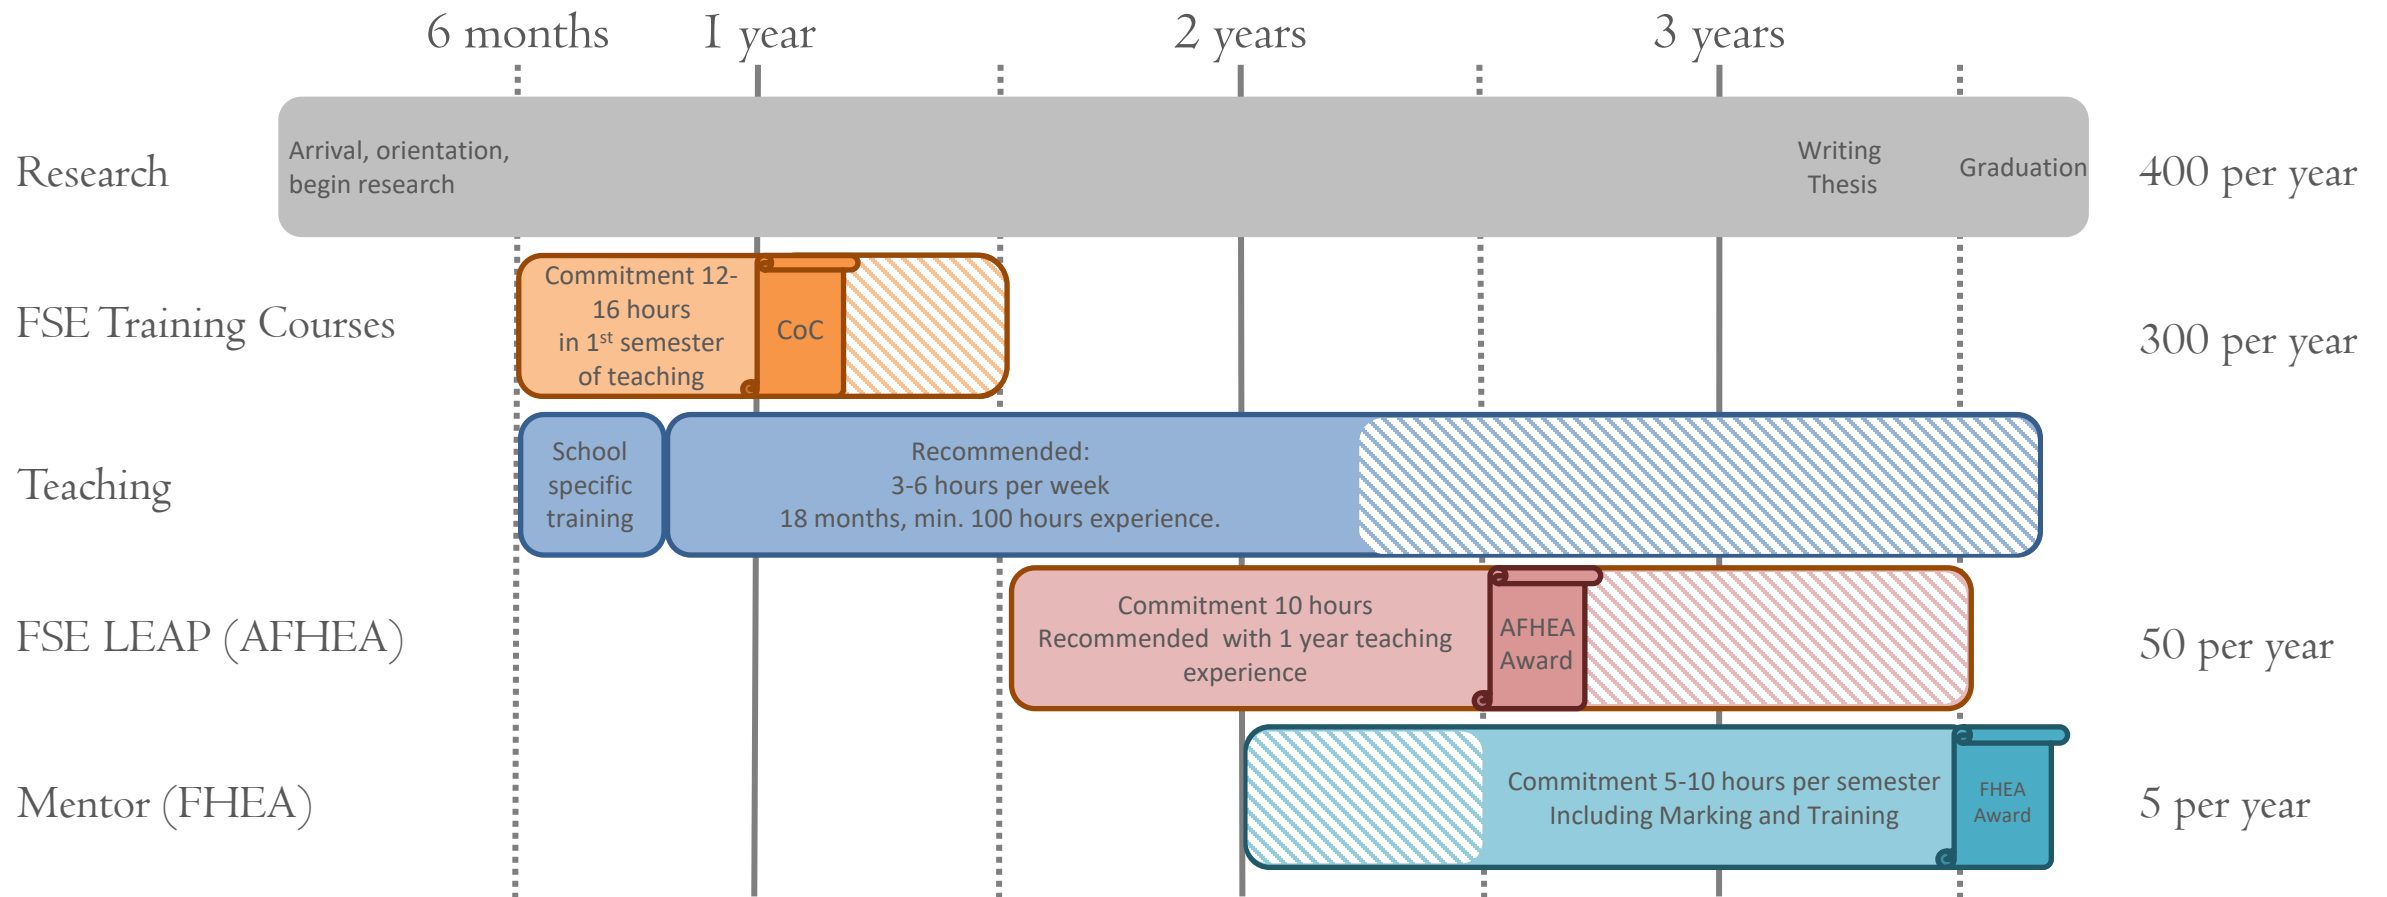 6 months
1 year
2 years
3 years
Research
Arrival, orientation,
begin research
Writing
Thesis
Graduation
400 per year
FSE Training Courses
Commitment 12-
16 hours
in 1st semester
of teaching
CoC
300 per year
Teaching
School
specific
training
Recommended:
3-6 hours per week
18 months, min. 100 hours experience.
FSE LEAP (AFHEA)
Commitment 10 hours
Recommended with 1 year teaching
experience
AFHEA
Award
50 per year
Mentor (FHEA)
Commitment 5-10 hours per semester
Including Marking and Training
FHEA
Award
5 per year